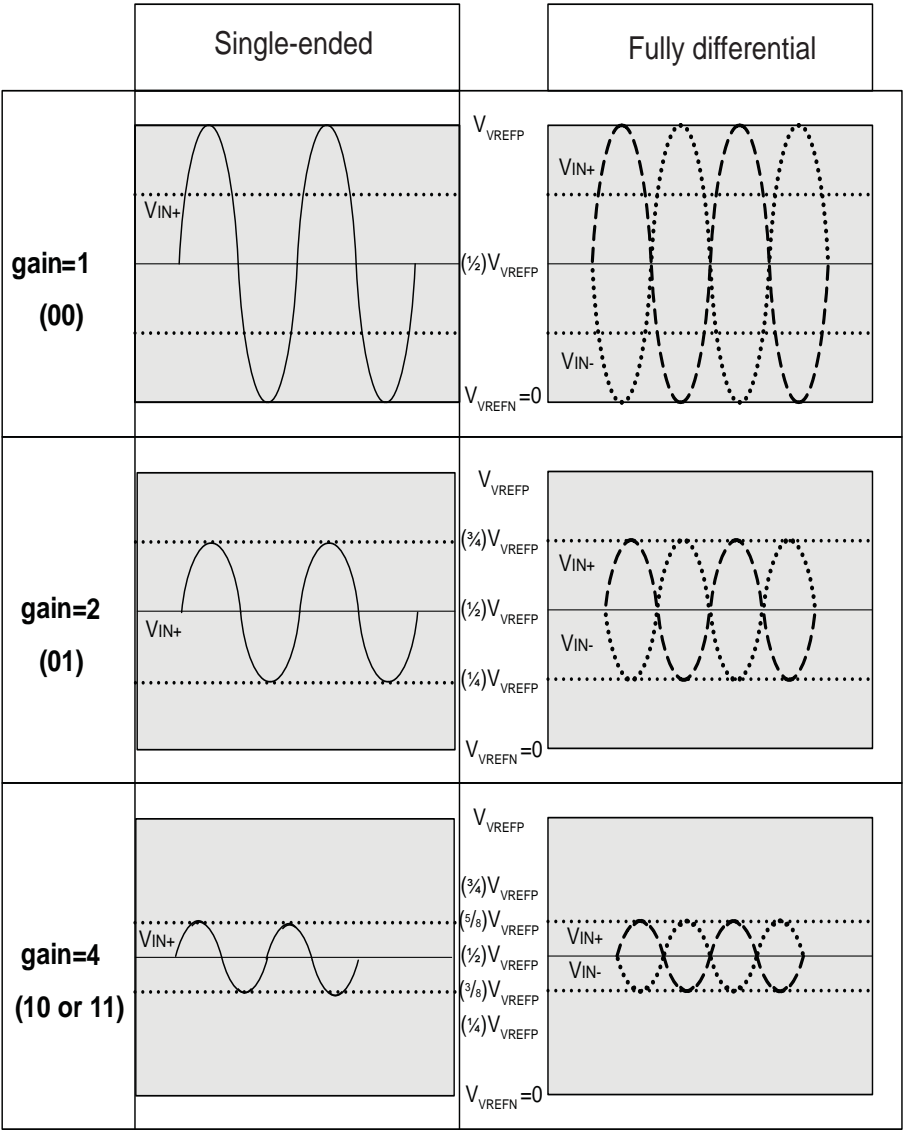 Single-ended
Fully differential
gain=1
(00)
VIN+
VVREFP
(½)VVREFP
VVREFN =0
VIN+
VIN-
gain=2
(01)
VIN+
VVREFP
(¾)VVREFP
(½)VVREFP
(¼)VVREFP
VVREFN =0
VIN+
VIN-
gain=4
(10 or 11)
VIN+
VVREFP
(¾)VVREFP
(5/8)VVREFP
(½)VVREFP
(3/8)VVREFP
(¼)VVREFP
VVREFN =0
VIN+
VIN-